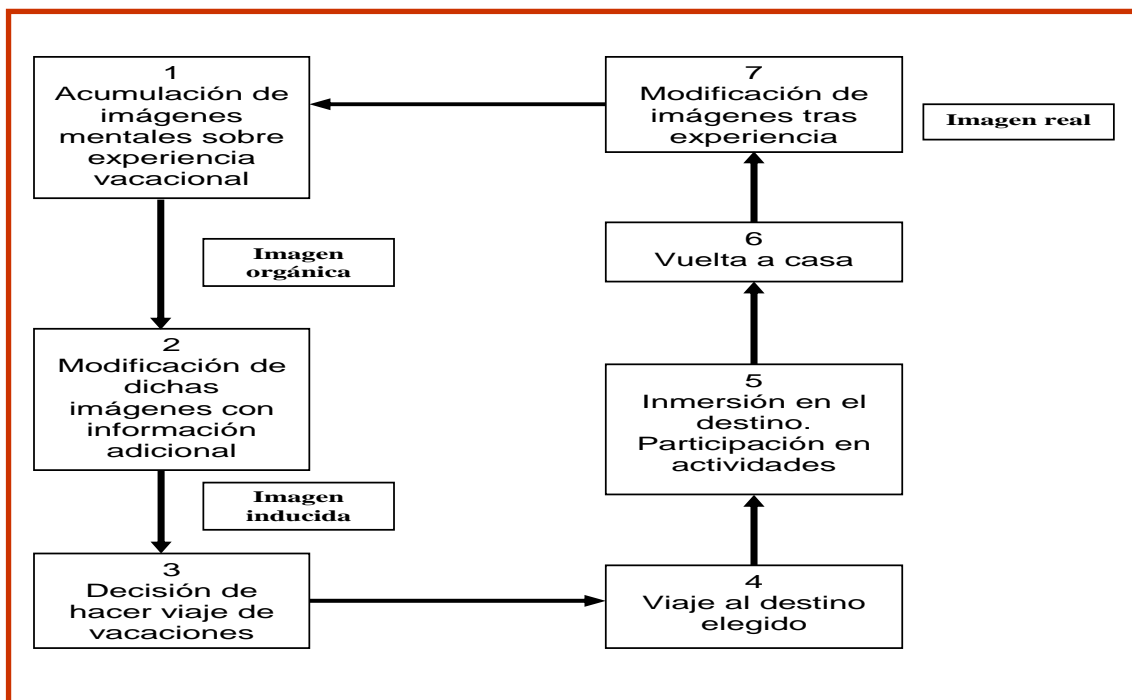 1
Acumulación de
imágenes
mentales sobre
experiencia
vacacional
Imagen
orgánica
2
Modificación de
dichas
imágenes con
información
adicional
Imagen
inducida
3
Decisión de
hacer viaje de
vacaciones
4
Viaje al destino
elegido
5
Inmersión en el
destino.
Participación en
actividades
6
Vuelta a casa
7
Modificación de
imágenes tras
experiencia
Imagen real